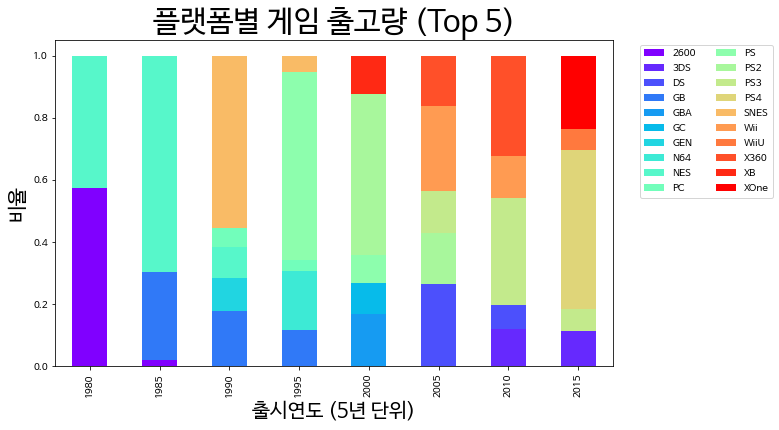 플랫폼별 게임 출고량 (Top 5)
비율
1.0
0.8
0.6
0.4
0.2
0.0
1980
1985
1990
1995
2000
2005
2010
2015
출시연도 (5년 단위)
2600
3DS
DS
GB
GBA
GC
GEN
N64
NES
PC
PS
PS2
PS3
PS4
SNES
Wii
WiiU
X360
XB
XOne